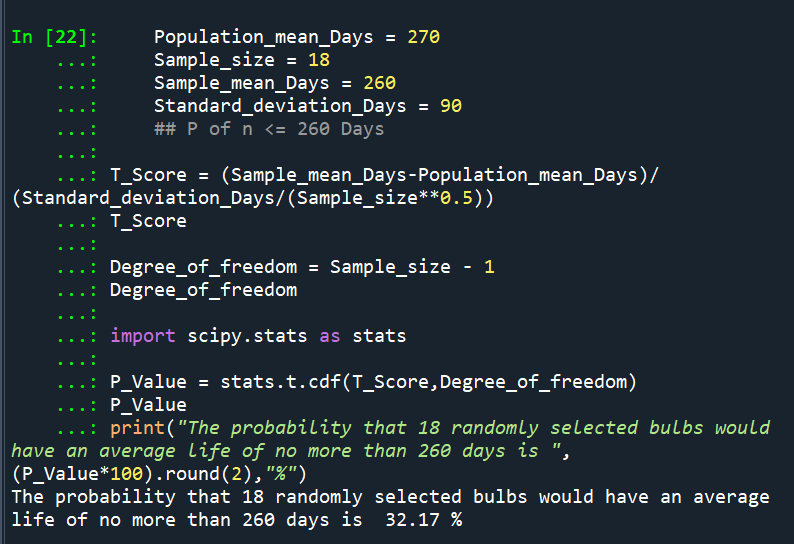 In [22]:     Population_mean_Days = 270
    ...:     Sample_size = 18
    ...:     Sample_mean_Days = 260
    ...:     Standard_deviation_Days = 90
    ...:     ## P of n <= 260 Days
    ...:
    ...: T_Score = (Sample_mean_Days-Population_mean_Days)/
(Standard_deviation_Days/(Sample_size**0.5))
    ...: T_Score
    ...:
    ...: Degree_of_freedom = Sample_size - 1
    ...: Degree_of_freedom
    ...:
    ...: import scipy.stats as stats
    ...:
    ...: P_Value = stats.t.cdf(T_Score,Degree_of_freedom)
    ...: P_Value
    ...: print("The probability that 18 randomly selected bulbs would
have an average life of no more than 260 days is ",
(P_Value*100).round(2),"%")
The probability that 18 randomly selected bulbs would have an average
life of no more than 260 days is  32.17 %